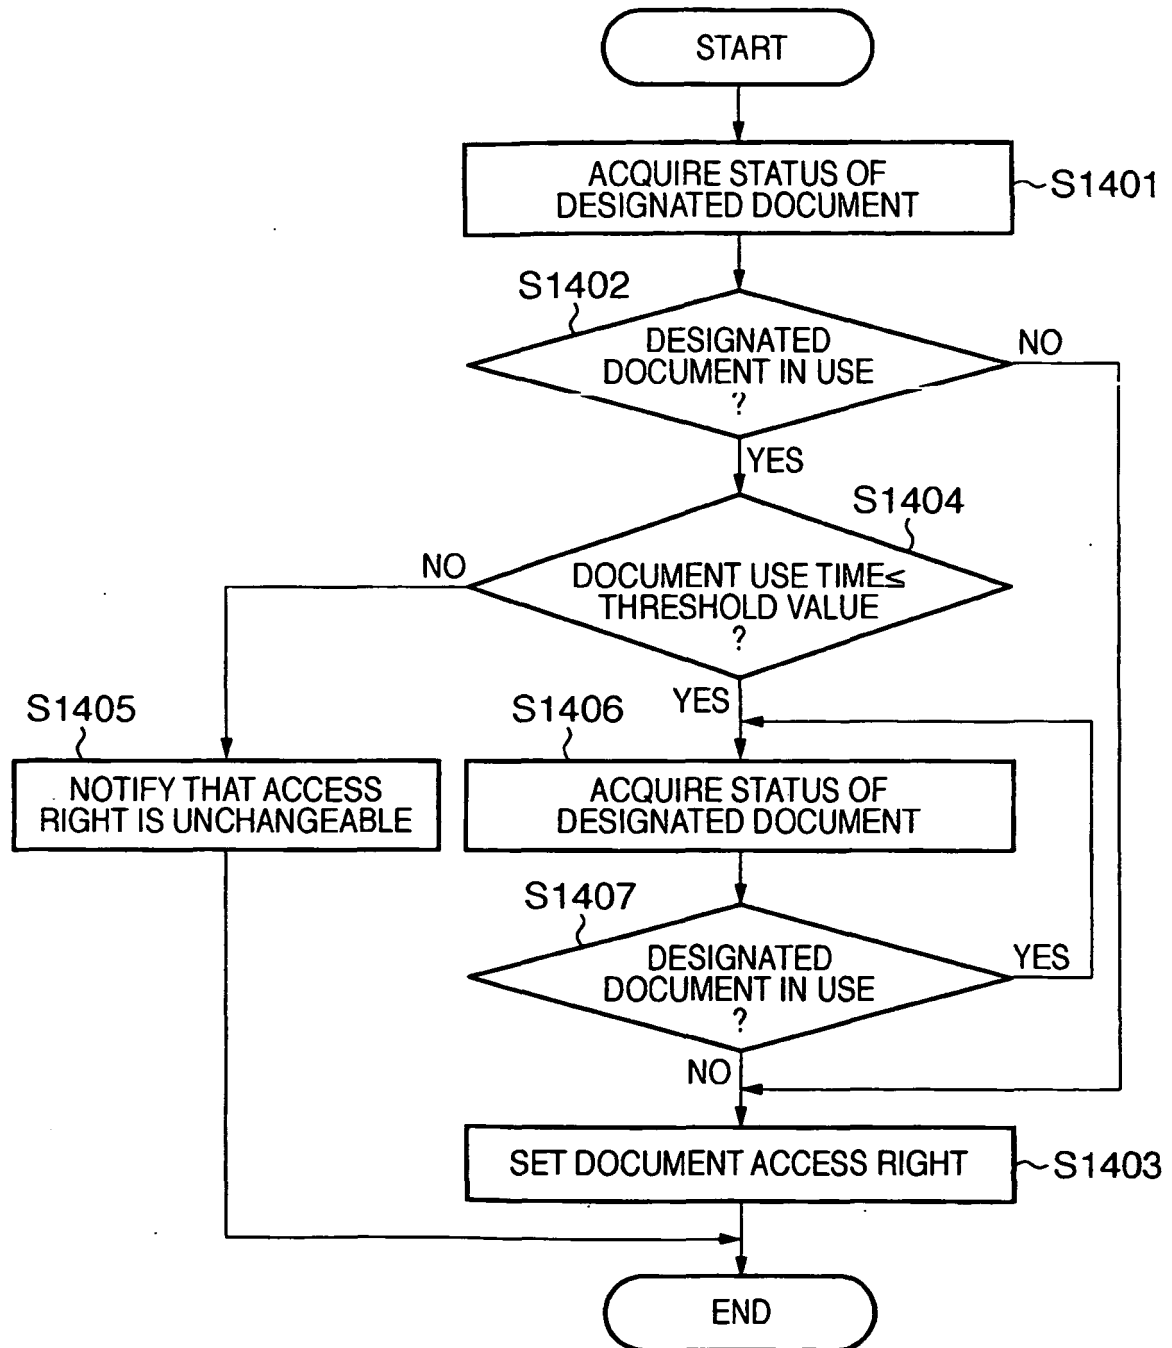 START
ACQUIRE STATUS OF
DESIGNATED DOCUMENT
S1401
S1402
DESIGNATED
DOCUMENT IN USE
?
NO
YES
S1404
DOCUMENT USE TIME≤
THRESHOLD VALUE
?
NO
YES
S1405
NOTIFY THAT ACCESS
RIGHT IS UNCHANGEABLE
S1406
ACQUIRE STATUS OF
DESIGNATED DOCUMENT
S1407
DESIGNATED
DOCUMENT IN USE
?
YES
NO
SET DOCUMENT ACCESS RIGHT
S1403
END